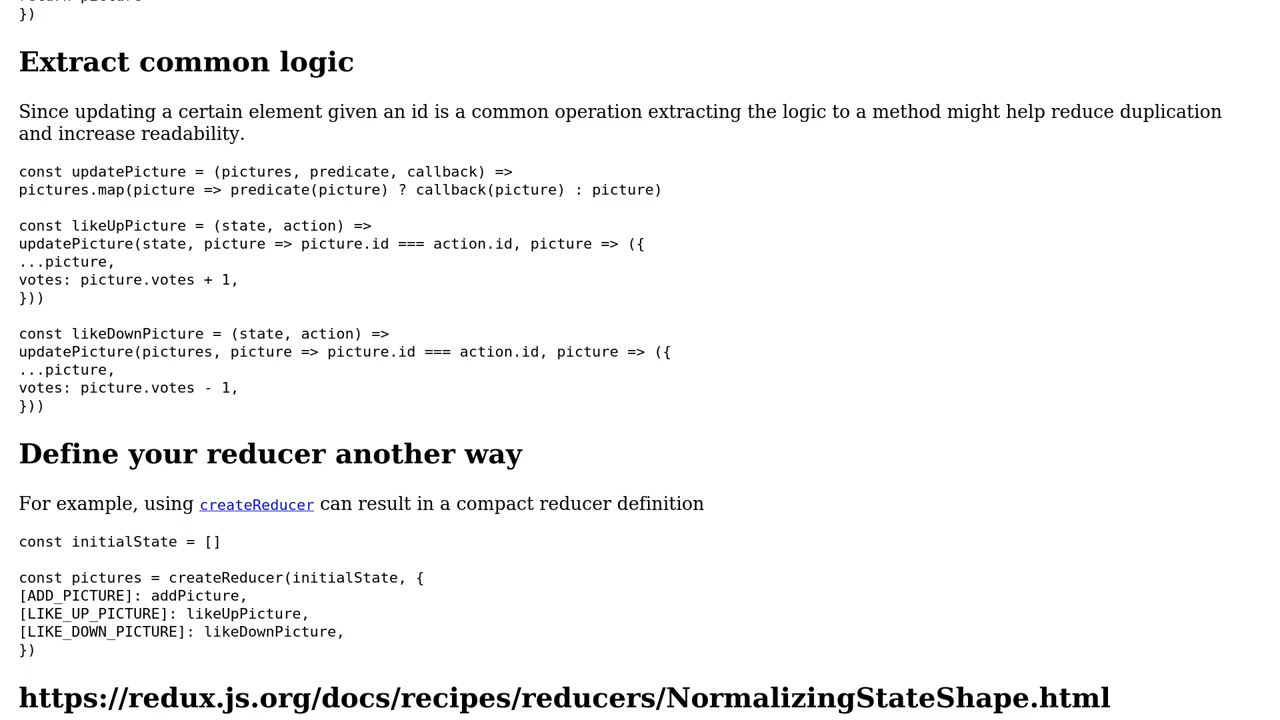 })
Extract common logic
Since updating a certain element given an id is a common operation extracting the logic to a method might help reduce duplication
and increase readability.
const updatePicture = (pictures, predicate, callback) =>
pictures.map(picture => predicate(picture) ? callback(picture) : picture)
const likeUpPicture = (state, action) =>
updatePicture(state, picture => picture.id === action.id, picture => ({
...picture,
votes: picture.votes + 1,
}))
const likeDownPicture = (state, action) =>
updatePicture(pictures, picture => picture.id === action.id, picture => ({
...picture,
votes: picture.votes - 1,
}))
Define your reducer another way
For example, using createReducer can result in a compact reducer definition
const initialState = []
const pictures = createReducer(initialState, {
[ADD_PICTURE]: addPicture,
[LIKE_UP_PICTURE]: likeUpPicture,
[LIKE_DOWN_PICTURE]: likeDownPicture,
})
https://redux.js.org/docs/recipes/reducers/NormalizingStateShape.html